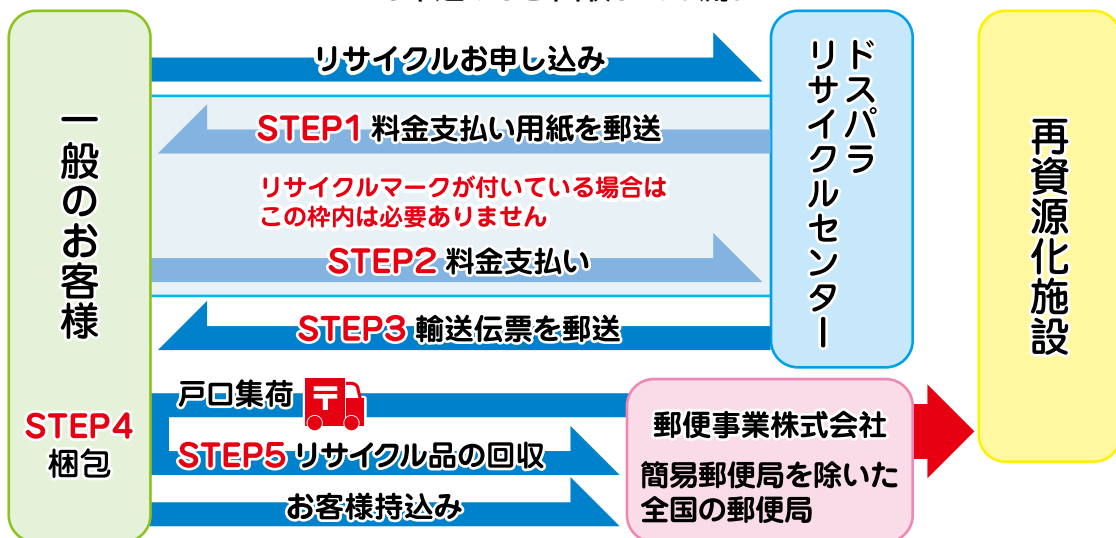 リサイクルお申し込み
STEP1 料金支払い用紙を郵送
リサイクルマークが付いている場合は
この枠内は必要ありません
STEP2 料金支払い
STEP3 輸送伝票を郵送
一般のお客様
STEP4
梱包
戸口集荷
〒
STEP5 リサイクル品の回収
お客様持込み
ドスパラ
リサイクルセンター
郵便事業株式会社
簡易郵便局を除いた
全国の郵便局
再資源化施設